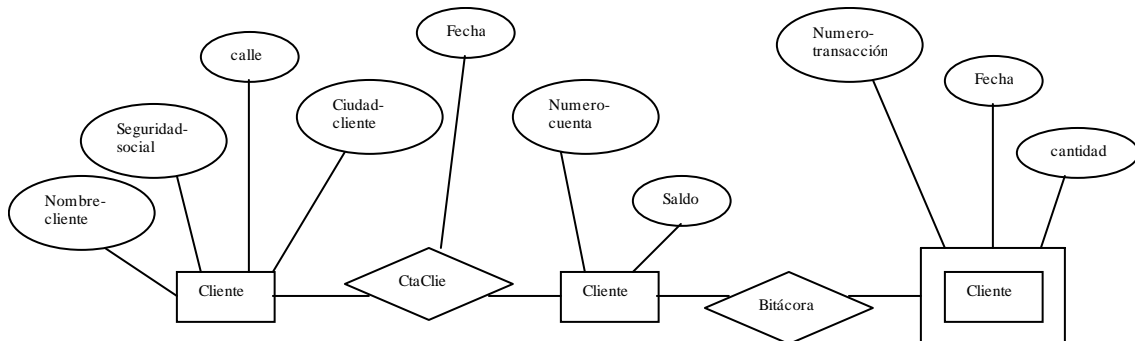 Fecha
Numero-
transacción
calle
Fecha
Ciudad-
cliente
Numero-
cuenta
Seguridad-
social
cantidad
Nombre-
cliente
Saldo
CtaClie
Cliente
Cliente
Cliente
Bitácora